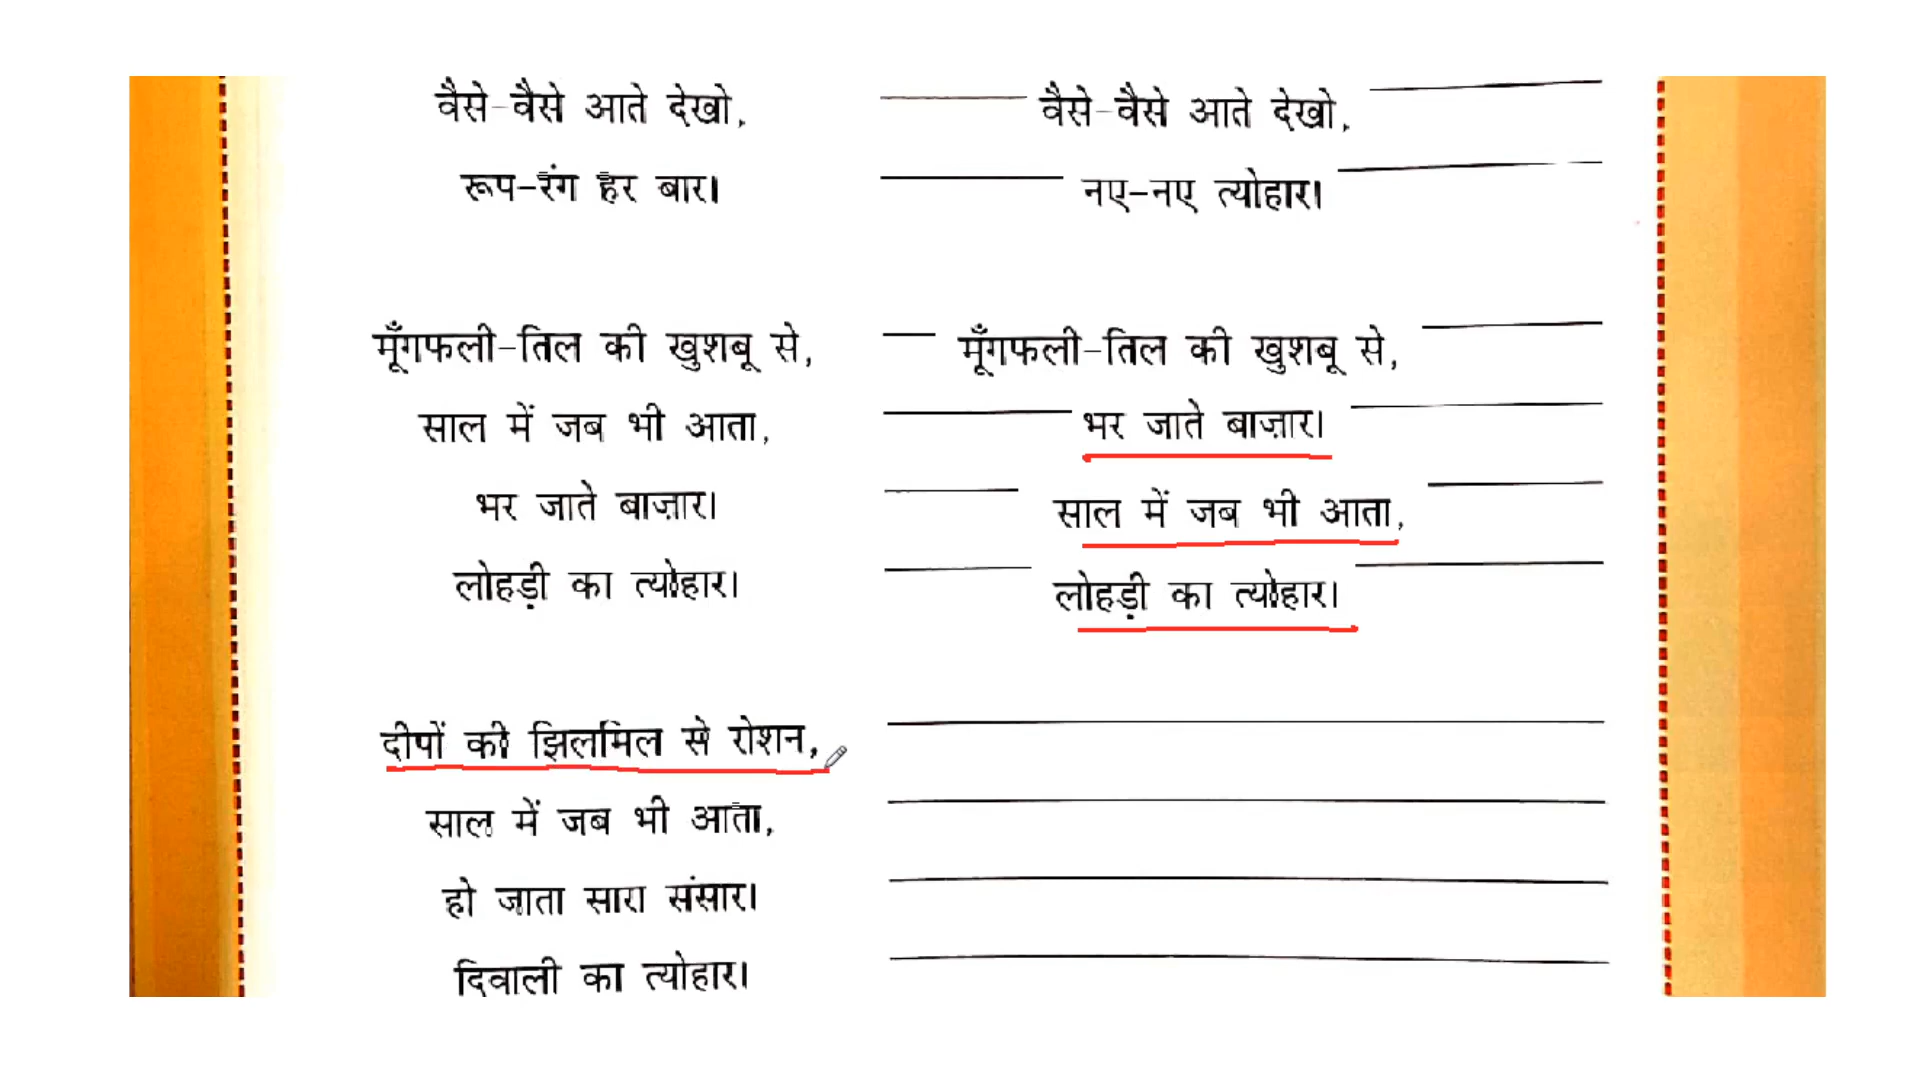 वैसे-वैसे आते देखो,
रूप-रंग हर बार।
मूँगफली-तिल की खुशबू से,
साल में जब भी आता,
भर जाते बाज़ार।
लोहड़ी का त्योहार।
दीपों की झिलमिल से रोशन,
साल में जब भी आता,
हो जाता सारा संसार।
दिवाली का त्योहार।
वैसे-वैसे आते देखो,
नए-नए त्योहार।
मूँगफली-तिल की खुशबू से,
भर जाते बाज़ार।
साल में जब भी आता,
लोहड़ी का त्योहार।